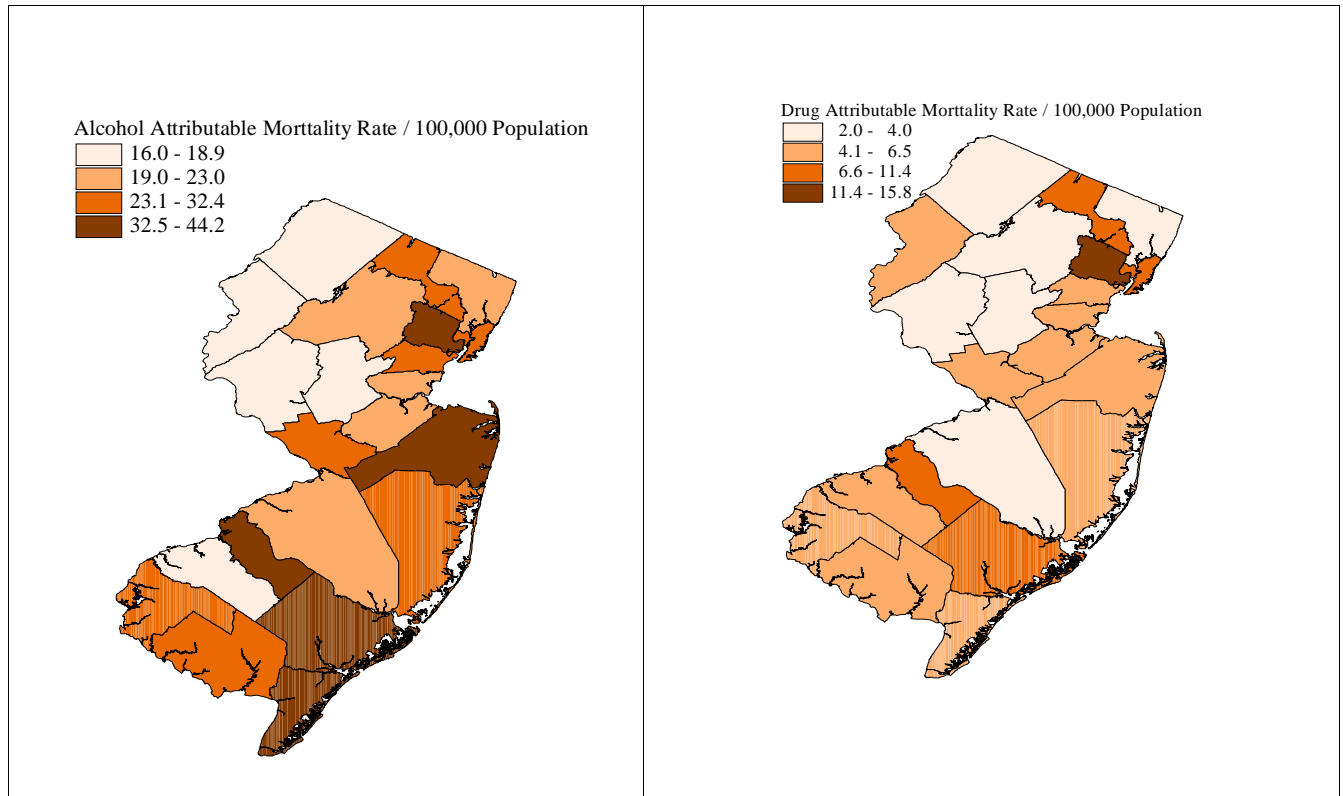 Alcohol Attributable Morttality Rate / 100,000 Population
16.0 - 18.9
19.0 - 23.0
23.1 - 32.4
32.5 - 44.2
Drug Attributable Morttality Rate / 100,000 Population
2.0 - 4.0
4.1 - 6.5
6.6 - 11.4
11.4 - 15.8